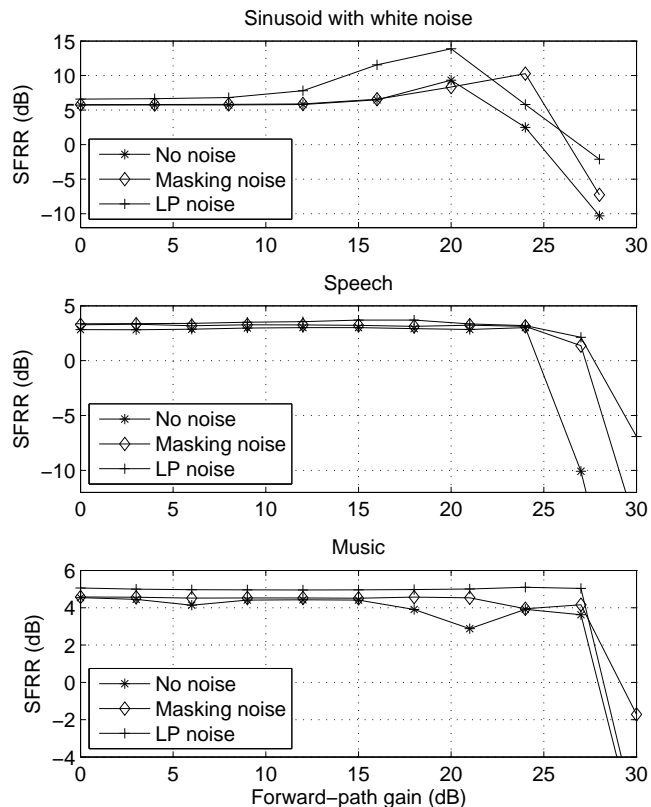 Sinusoid with white noise
15
10
5
0
−5
−10
SFRR (dB)
No noise
Masking noise
LP noise
0 5 10 15 20 25 30
Speech
5
0
−5
−10
SFRR (dB)
No noise
Masking noise
LP noise
0 5 10 15 20 25 30
Music
6
4
2
0
−2
−4
SFRR (dB)
No noise
Masking noise
LP noise
0 5 10 15 20 25 30
Forward−path gain (dB)